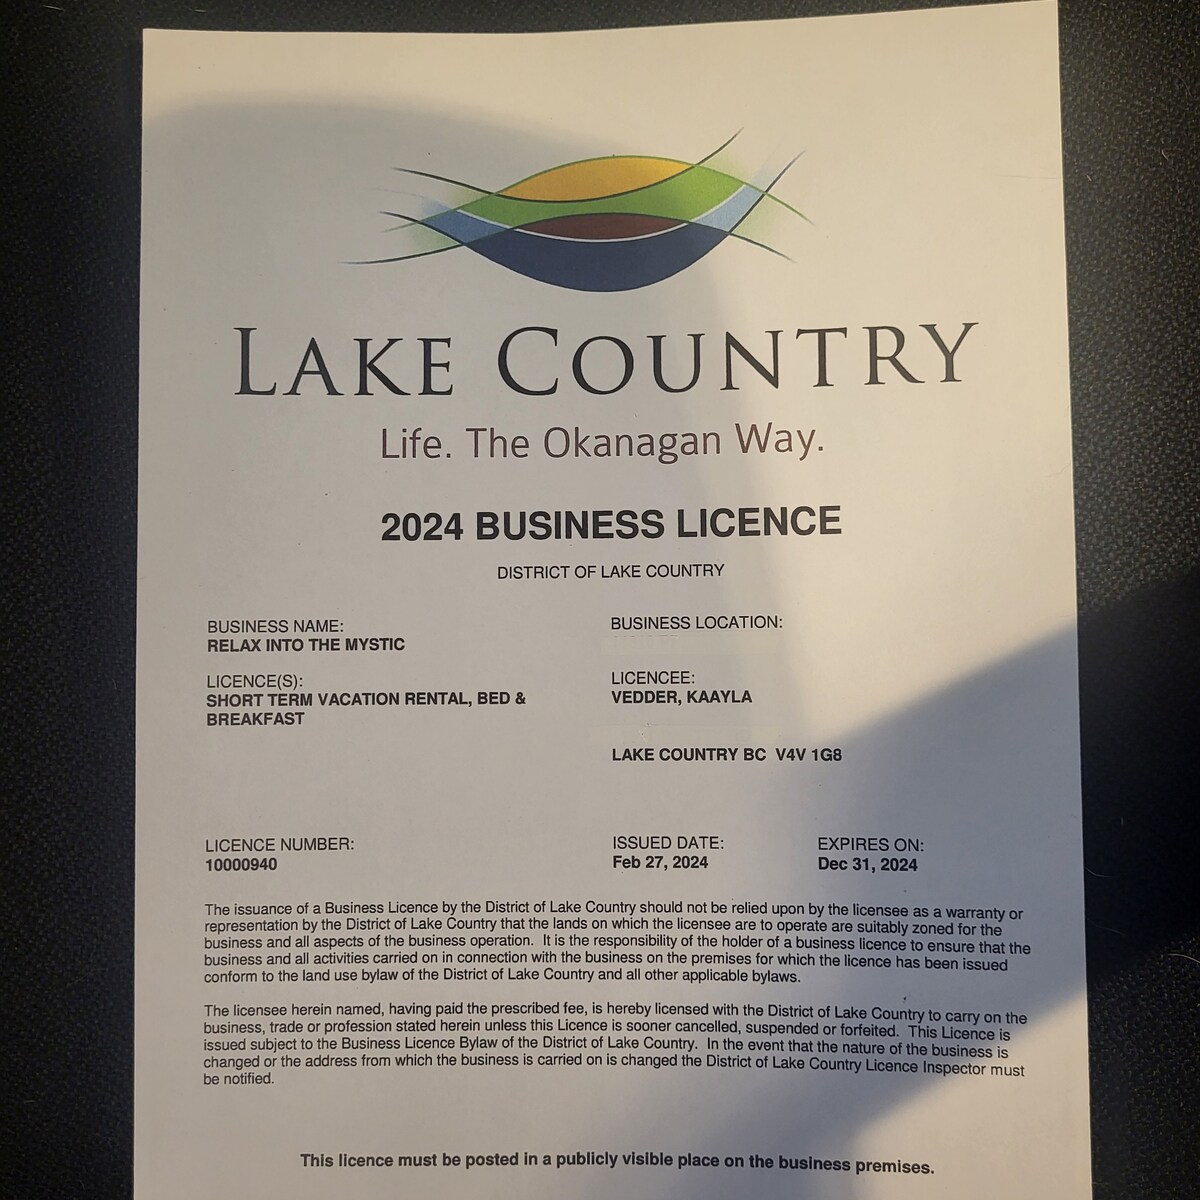 LAKE COUNTRY
Life. The Okanagan Way.
2024 BUSINESS LICENCE
DISTRICT OF LAKE COUNTRY
BUSINESS NAME:
RELAX INTO THE MYSTIC
BUSINESS LOCATION:
LICENCE(S):
SHORT TERM VACATION RENTAL, BED &
BREAKFAST
LICENCEE:
VEDDER, KAAYLA
LAKE COUNTRY BC  V4V 1G8
LICENCE NUMBER:
10000940
ISSUED DATE:
Feb 27, 2024
EXPIRES ON:
Dec 31, 2024
The issuance of a Business Licence by the District of Lake Country should not be relied upon by the licensee as a warranty or
representation by the District of Lake Country that the lands on which the licensee are to operate are suitably zoned for the
business and all aspects of the business operation.  It is the responsibility of the holder of a business licence to ensure that the
business and all activities carried on in connection with the business on the premises for which the licence has been issued
conform to the land use bylaw of the District of Lake Country and all other applicable bylaws.
The licensee herein named, having paid the prescribed fee, is hereby licensed with the District of Lake Country to carry on the
business, trade or profession stated herein unless this Licence is sooner cancelled, suspended or forfeited.  This Licence is
issued subject to the Business Licence Bylaw of the District of Lake Country.  In the event that the nature of the business is
changed or the address from which the business is carried on is changed the District of Lake Country Licence Inspector must
be notified.
This licence must be posted in a publicly visible place on the business premises.